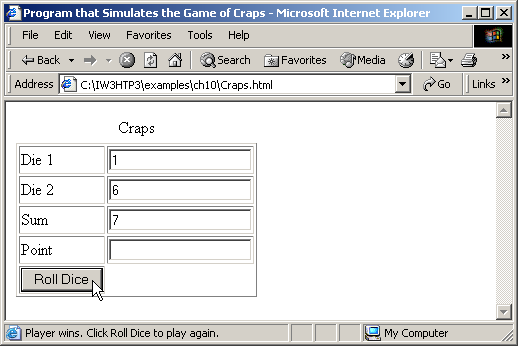 Program that Simulates the Game of Craps - Microsoft Internet Explorer
File Edit View Favorites Tools Help
Back Search Favorites Media
Address C:\IW3HTP3\examples\ch10\Craps.html Go Links »
Craps
Die 1 1
Die 2 6
Sum 7
Point
Roll Dice
Player wins. Click Roll Dice to play again. My Computer